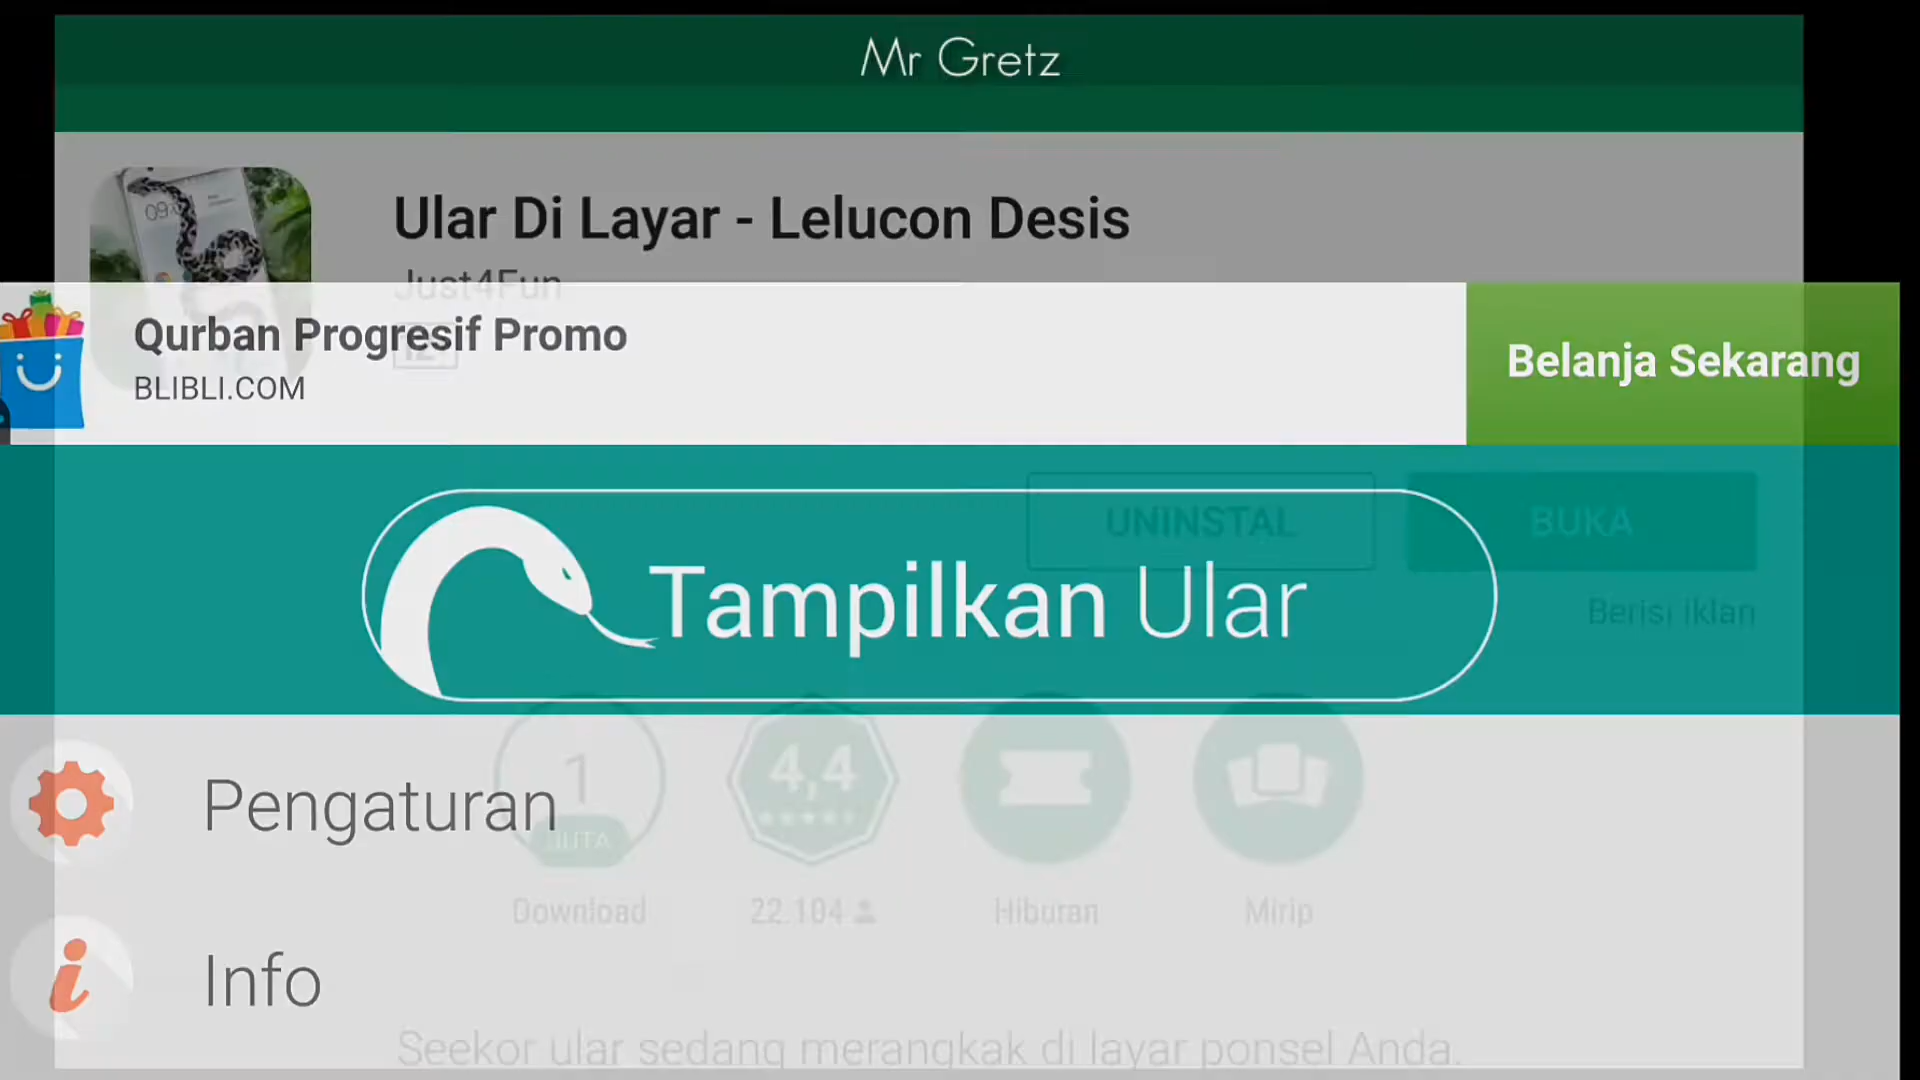 Mr Gretz
09
Ular Di Layar - Lelucon Desis
Just4Fun
12+
Qurban Progresif Promo
BLIBLI.COM
Belanja Sekarang
UNINSTAL
BUKA
Tampilkan Ular
Berisi Iklan
Pengaturan
1
JUTA
4,4
Download
22.104
Hiburan
Mirip
Info
Seekor ular sedang merangkak di layar ponsel Anda.